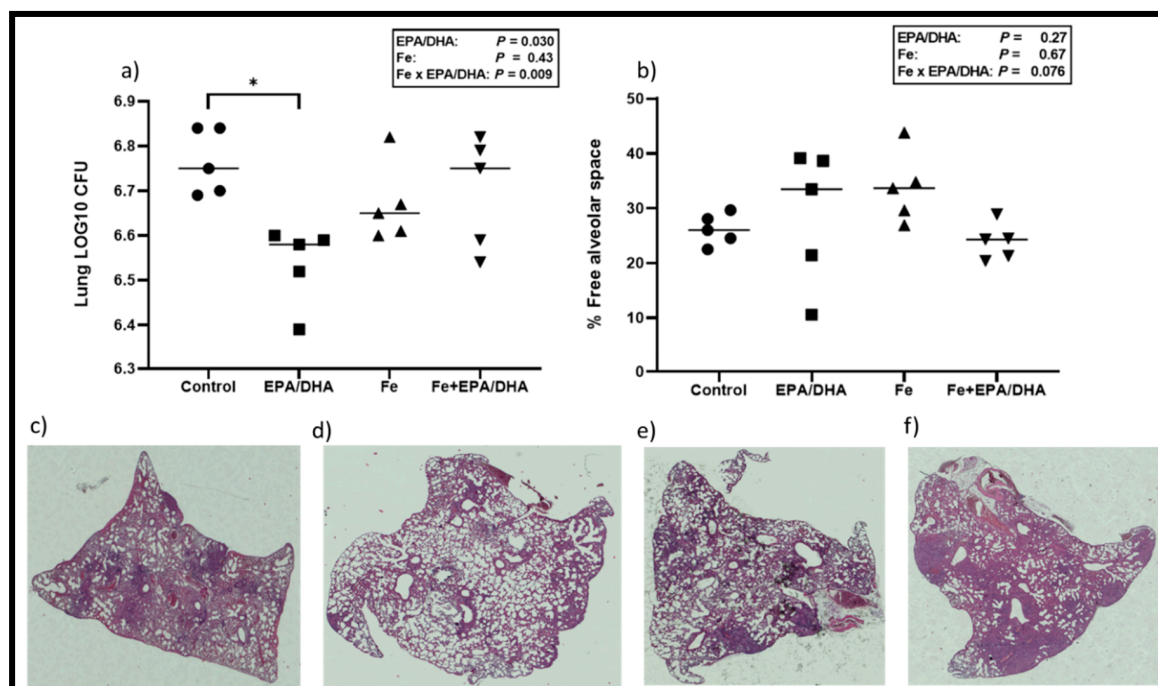 a)
EPA/DHA: P = 0.030
Fe: P = 0.43
Fe x EPA/DHA: P = 0.009
*
Lung LOG10 CFU
6.9
6.8
6.7
6.6
6.5
6.4
6.3
Control EPA/DHA Fe Fe+EPA/DHA
b)
EPA/DHA: P = 0.27
Fe: P = 0.67
Fe x EPA/DHA: P = 0.076
% Free alveolar space
50
40
30
20
10
0
Control EPA/DHA Fe Fe+EPA/DHA
c)
d)
e)
f)